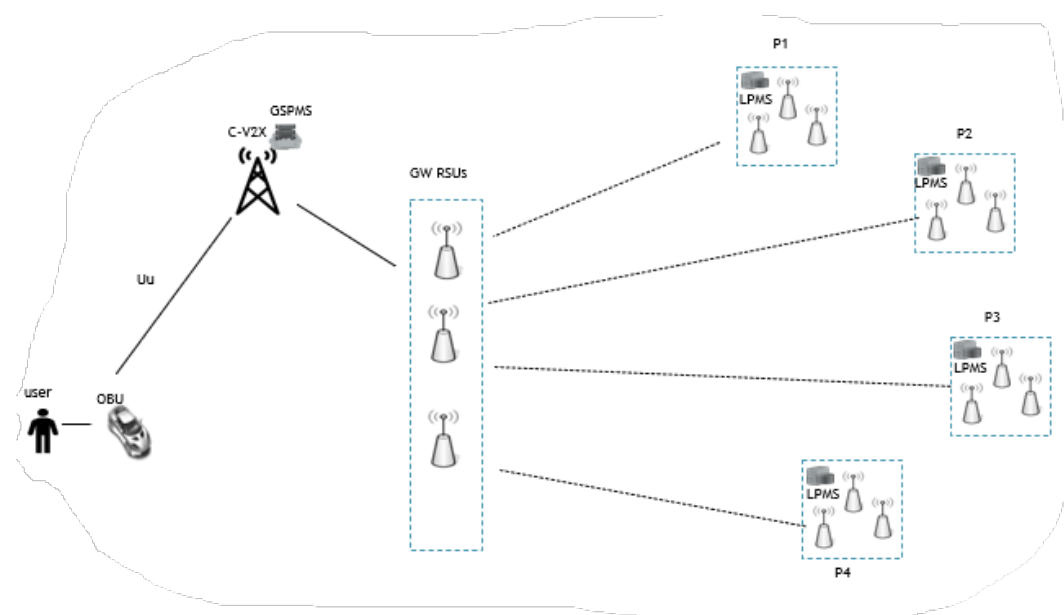 P1
LPMS
GSPMS
C-V2X
P2
LPMS
GW RSUs
Uu
P3
LPMS
user
OBU
LPMS
P4